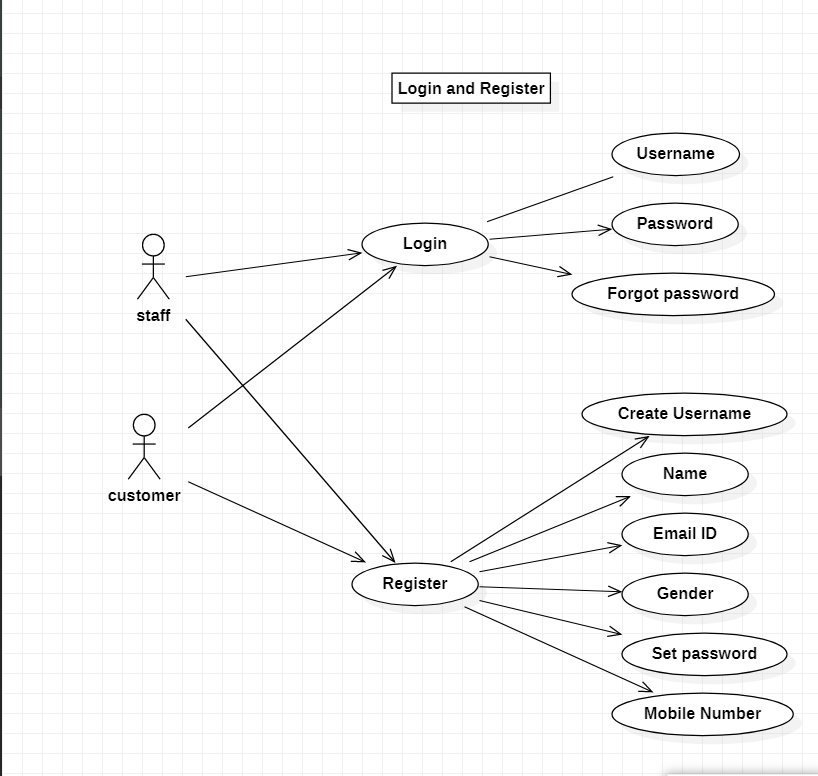 Login and Register
Username
Password
Login
Forgot password
staff
Create Username
Name
customer
Email ID
Register
Gender
Set password
Mobile Number